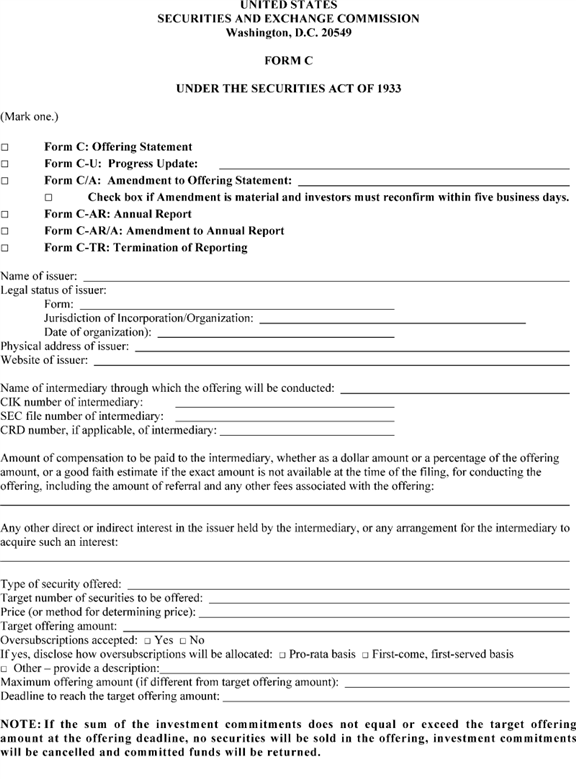 UNITED STATES
SECURITIES AND EXCHANGE COMMISSION
Washington, D.C. 20549
FORM C
UNDER THE SECURITIES ACT OF 1933
(Mark one.)
☐ Form C: Offering Statement
☐ Form C-U: Progress Update:
☐ Form C/A: Amendment to Offering Statement:
☐ Check box if Amendment is material and investors must reconfirm within five business days.
☐ Form C-AR: Annual Report
☐ Form C-AR/A: Amendment to Annual Report
☐ Form C-TR: Termination of Reporting
Name of issuer:
Legal status of issuer:
Form:
Jurisdiction of Incorporation/Organization:
Date of organization):
Physical address of issuer:
Website of issuer:
Name of intermediary through which the offering will be conducted:
CIK number of intermediary:
SEC file number of intermediary:
CRD number, if applicable, of intermediary:
Amount of compensation to be paid to the intermediary, whether as a dollar amount or a percentage of the offering
amount, or a good faith estimate if the exact amount is not available at the time of the filing, for conducting the
offering, including the amount of referral and any other fees associated with the offering:
Any other direct or indirect interest in the issuer held by the intermediary, or any arrangement for the intermediary to
acquire such an interest:
Type of security offered:
Target number of securities to be offered:
Price (or method for determining price):
Target offering amount:
Oversubscriptions accepted: ☐ Yes ☐ No
If yes, disclose how oversubscriptions will be allocated: ☐ Pro-rata basis ☐ First-come, first-served basis
☐ Other – provide a description:
Maximum offering amount (if different from target offering amount):
Deadline to reach the target offering amount:
NOTE: If the sum of the investment commitments does not equal or exceed the target offering
amount at the offering deadline, no securities will be sold in the offering, investment commitments
will be cancelled and committed funds will be returned.